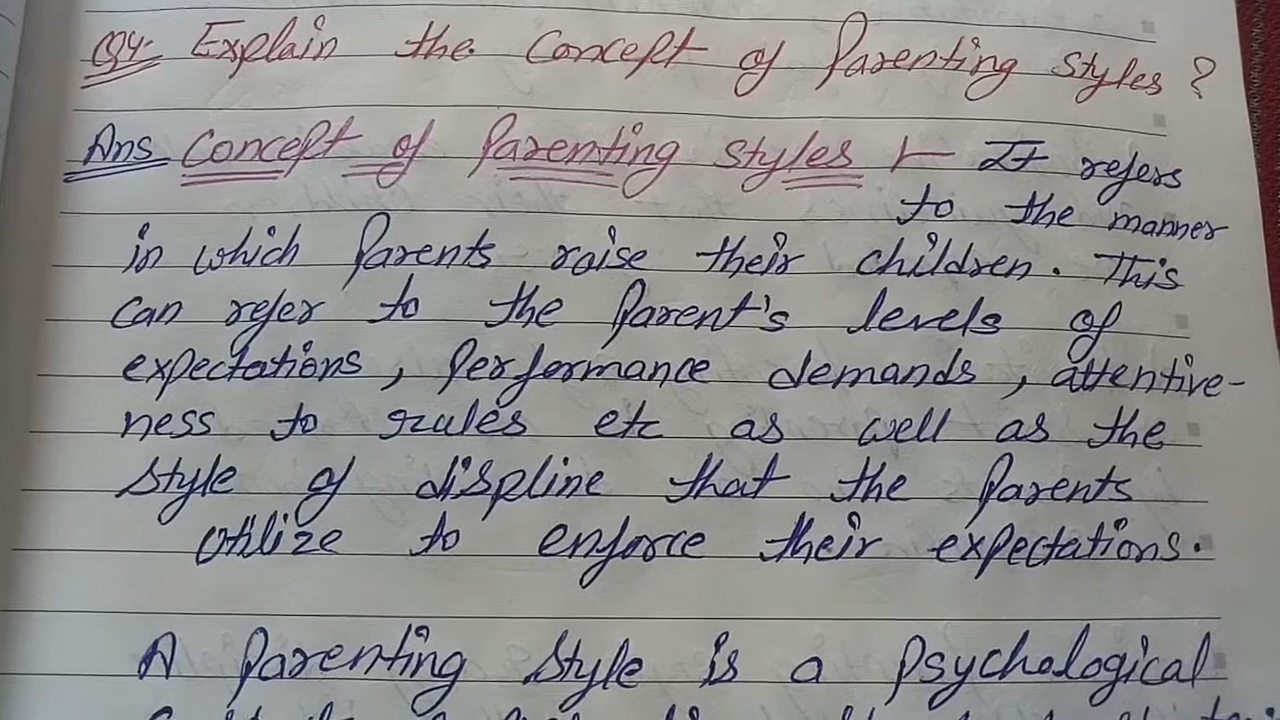 Q4:- Explain the Concept of Parenting Styles ?
Ans Concept of Parenting Styles :- It refers
to the manner
in which Parents raise their children. This
can refer to the Parent's levels of
expectations, Performance demands, attentive-
ness to rules etc as well as the
style of displine that the Parents
utilize to enforce their expectations.
A Parenting Style is a Psychological